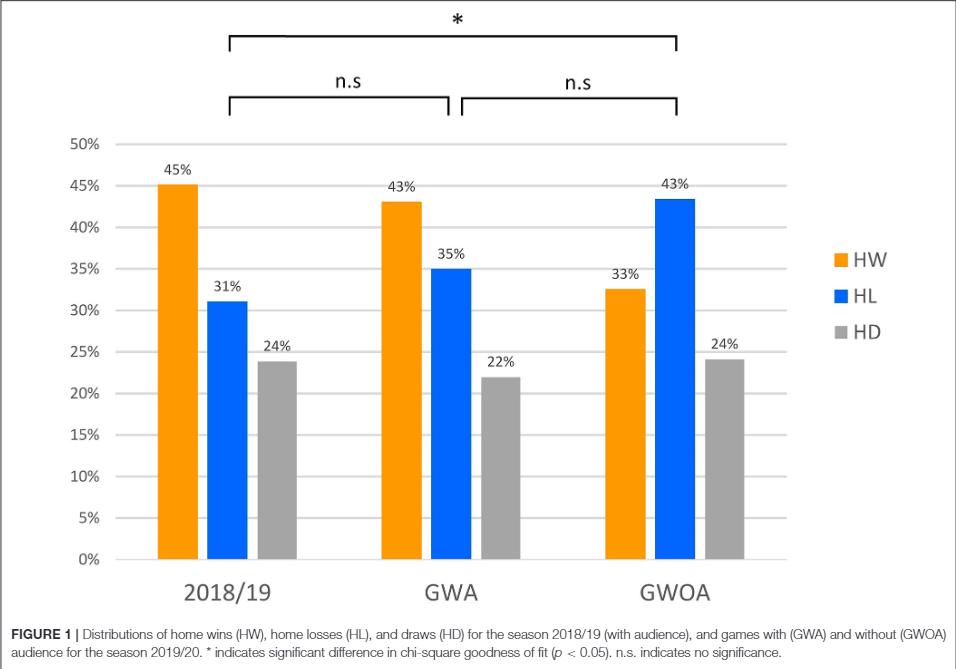 *
n.s
n.s
50%
45%
40%
35%
30%
25%
20%
15%
10%
5%
0%
45%
31%
24%
43%
35%
22%
33%
43%
24%
2018/19
GWA
GWOA
HW
HL
HD
FIGURE 1 | Distributions of home wins (HW), home losses (HL), and draws (HD) for the season 2018/19 (with audience), and games with (GWA) and without (GWOA)
audience for the season 2019/20. * indicates significant difference in chi-square goodness of fit (p < 0.05). n.s. indicates no significance.